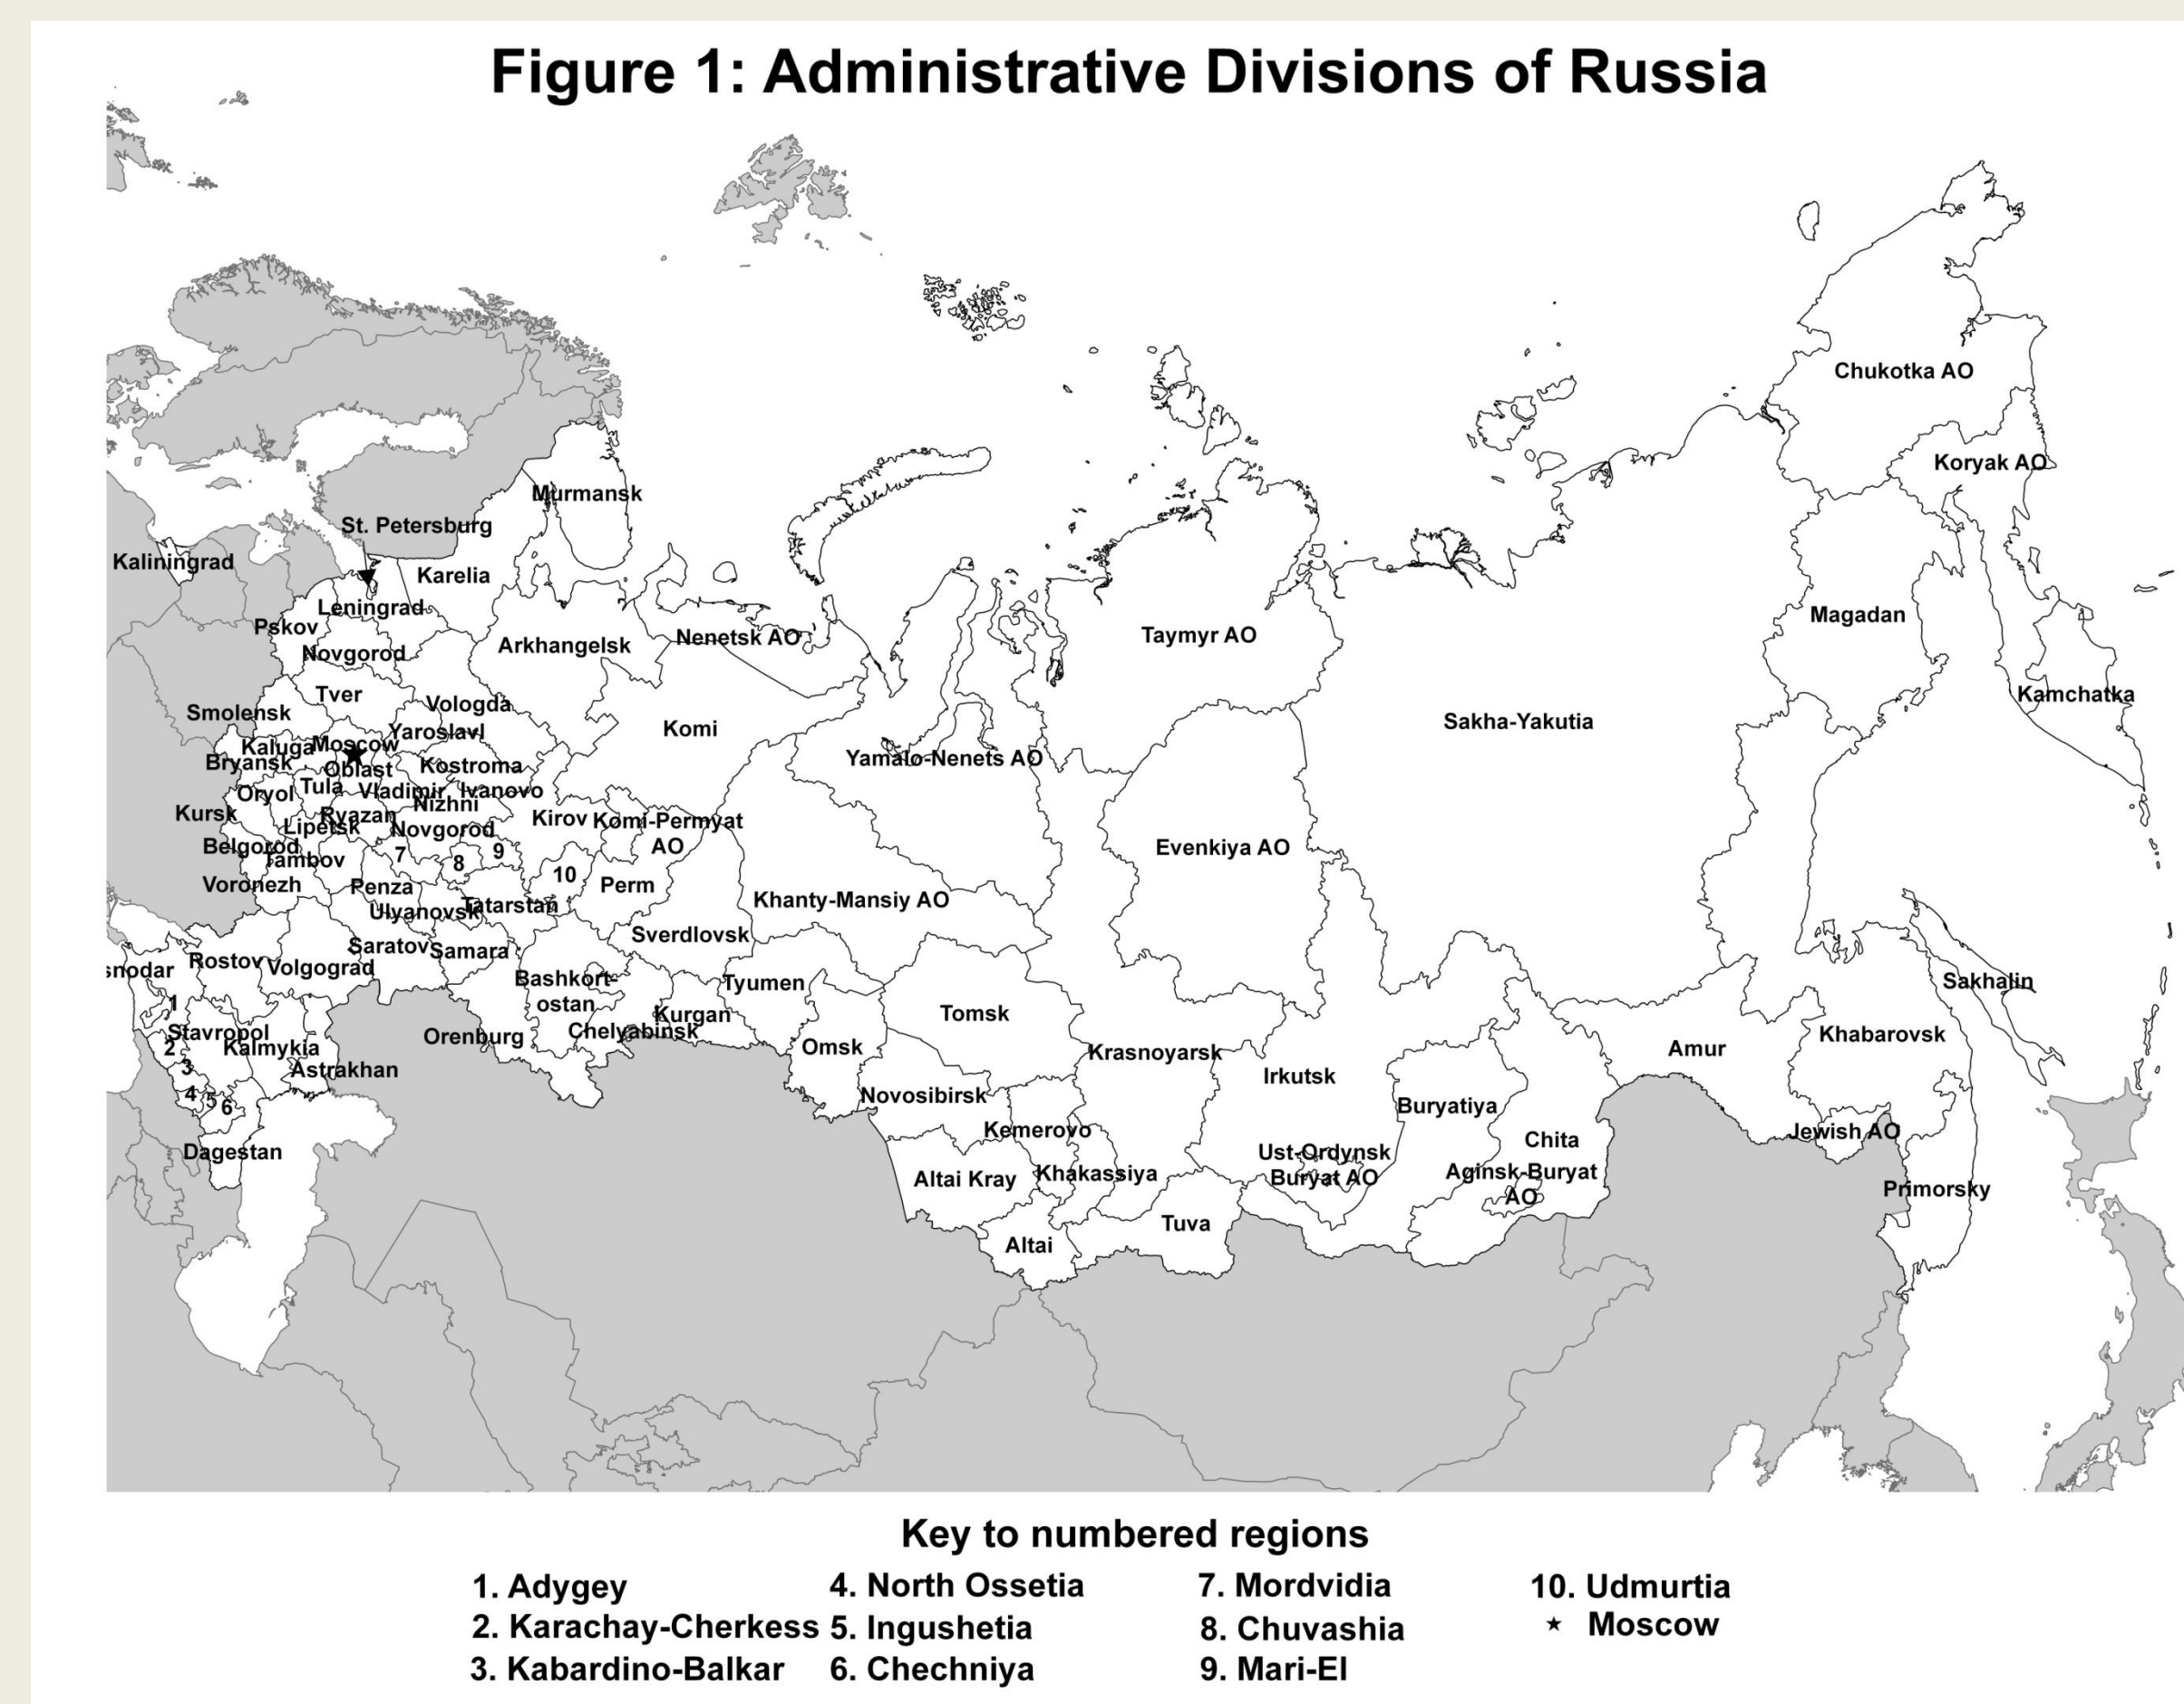 Figure 1: Administrative Divisions of Russia
Chukotka AO
Koryak AO
Murmansk
St. Petersburg
Kaliningrad
Karelia
Leningrad
Magadan
Pskov
Taymyr AO
Nenetsk AO
Arkhangelsk
Novgorod
Tver
Kamchatka
Vologda
Smolensk
Sakha-Yakutia
Komi
Yaroslavl
Kaluga
Moscow
Oblast
Yamalo-Nenets AO
Bryansk
Kostroma
Tula
Vladimir
Ivanovo
Oryol
Nizhni
Novgorod
Kursk
Ryazan
Kirov
Komi-Permyat
AO
Lipetsk
Belgorod
Evenkiya AO
Tambov
7
8
9
10
Voronezh
Penza
Perm
Khanty-Mansiy AO
Ulyanovsk
Tatarstan
Sverdlovsk
Saratov
Samara
snodar
Rostov
Volgograd
Bashkort-
ostan
Tyumen
Sakhalin
1
Tomsk
Kurgan
Stavropol
Orenburg
Chelyabinsk
Khabarovsk
2
Kalmykia
Omsk
Krasnoyarsk
Amur
3
Astrakhan
Irkutsk
4
5
6
Novosibirsk
Buryatiya
Kemerovo
Chita
Jewish AO
Dagestan
Ust-Ordynsk
Buryat AO
Altai Kray
Khakassiya
Aginsk-Buryat
AO
Primorsky
Tuva
Altai
Key to numbered regions
1. Adygey
2. Karachay-Cherkess
3. Kabardino-Balkar
4. North Ossetia
5. Ingushetia
6. Chechniya
7. Mordvidia
8. Chuvashia
9. Mari-El
10. Udmurtia
★ Moscow